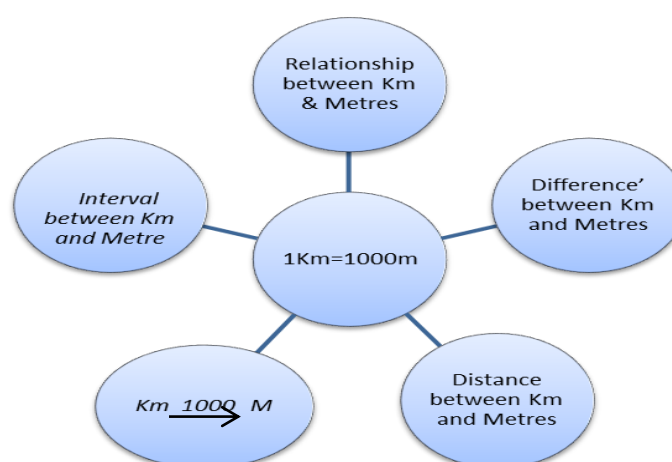 Relationship
between Km
& Metres
Interval
between Km
and Metre
Difference'
between Km
and Metres
1Km=1000m
Km 1000 M
Distance
between Km
and Metres